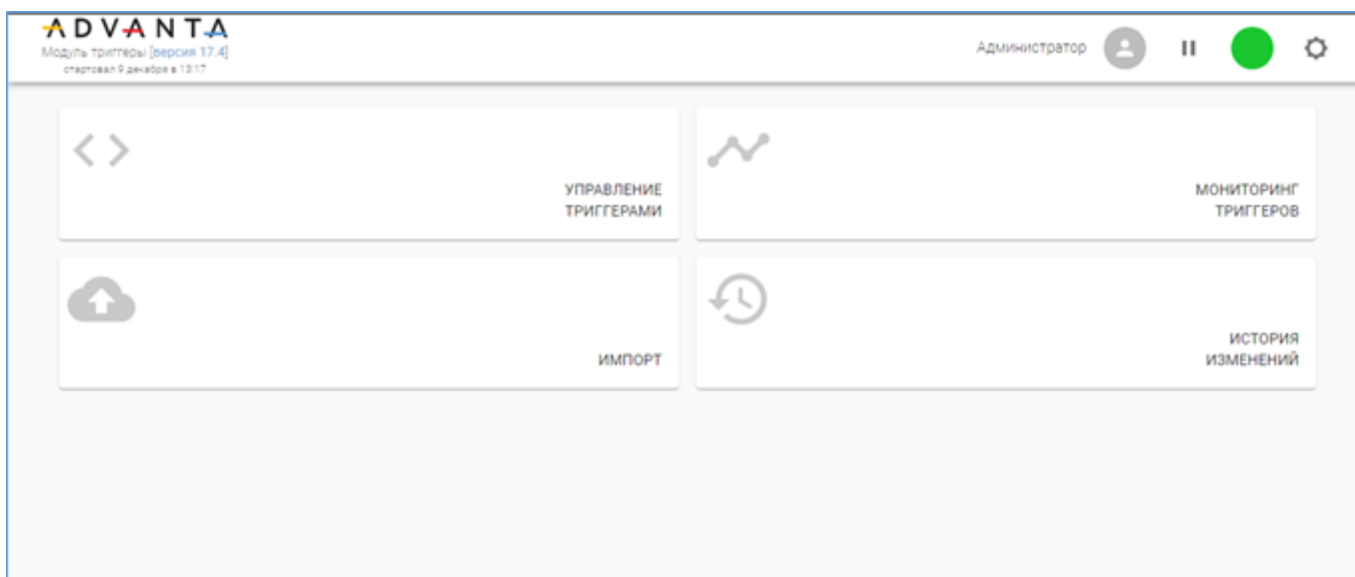 ADVANTA
Модуль триггеры [версия 17.4]
стартовал 9 декабря в 13:17
Администратор
УПРАВЛЕНИЕ
ТРИГГЕРАМИ
МОНИТОРИНГ
ТРИГГЕРОВ
ИМПОРТ
ИСТОРИЯ
ИЗМЕНЕНИЙ